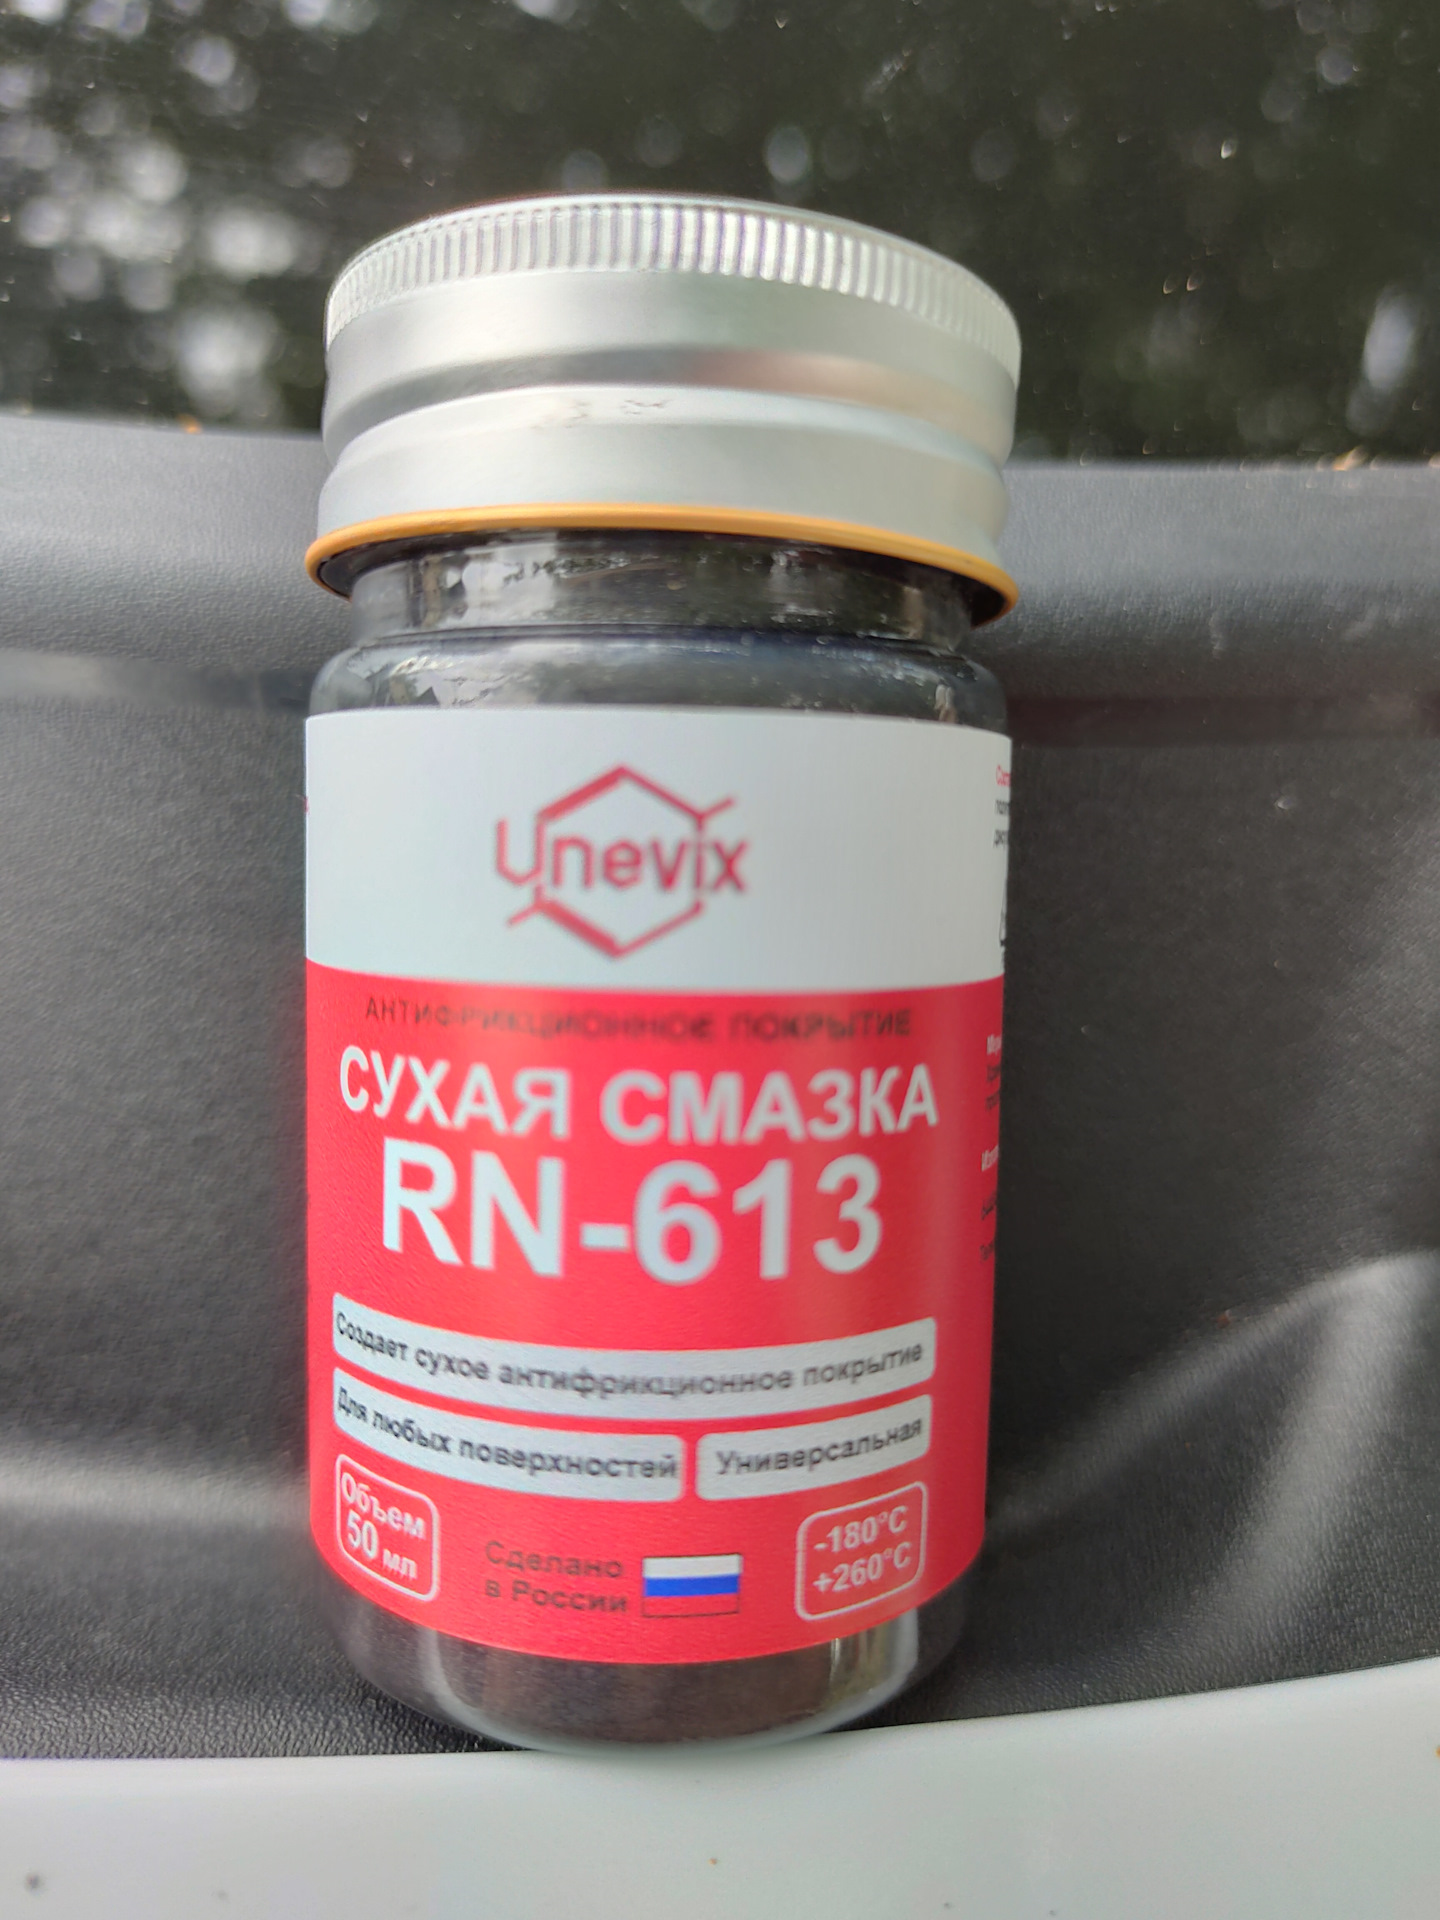 Unevix
АНТИФРИКЦИОННОЕ ПОКРЫТИЕ
СУХАЯ СМАЗКА
RN-613
Создает сухое антифрикционное покрытие
Для любых поверхностей
Универсальная
Объем
50 мл
Сделано
в России
-180°C
+260°C